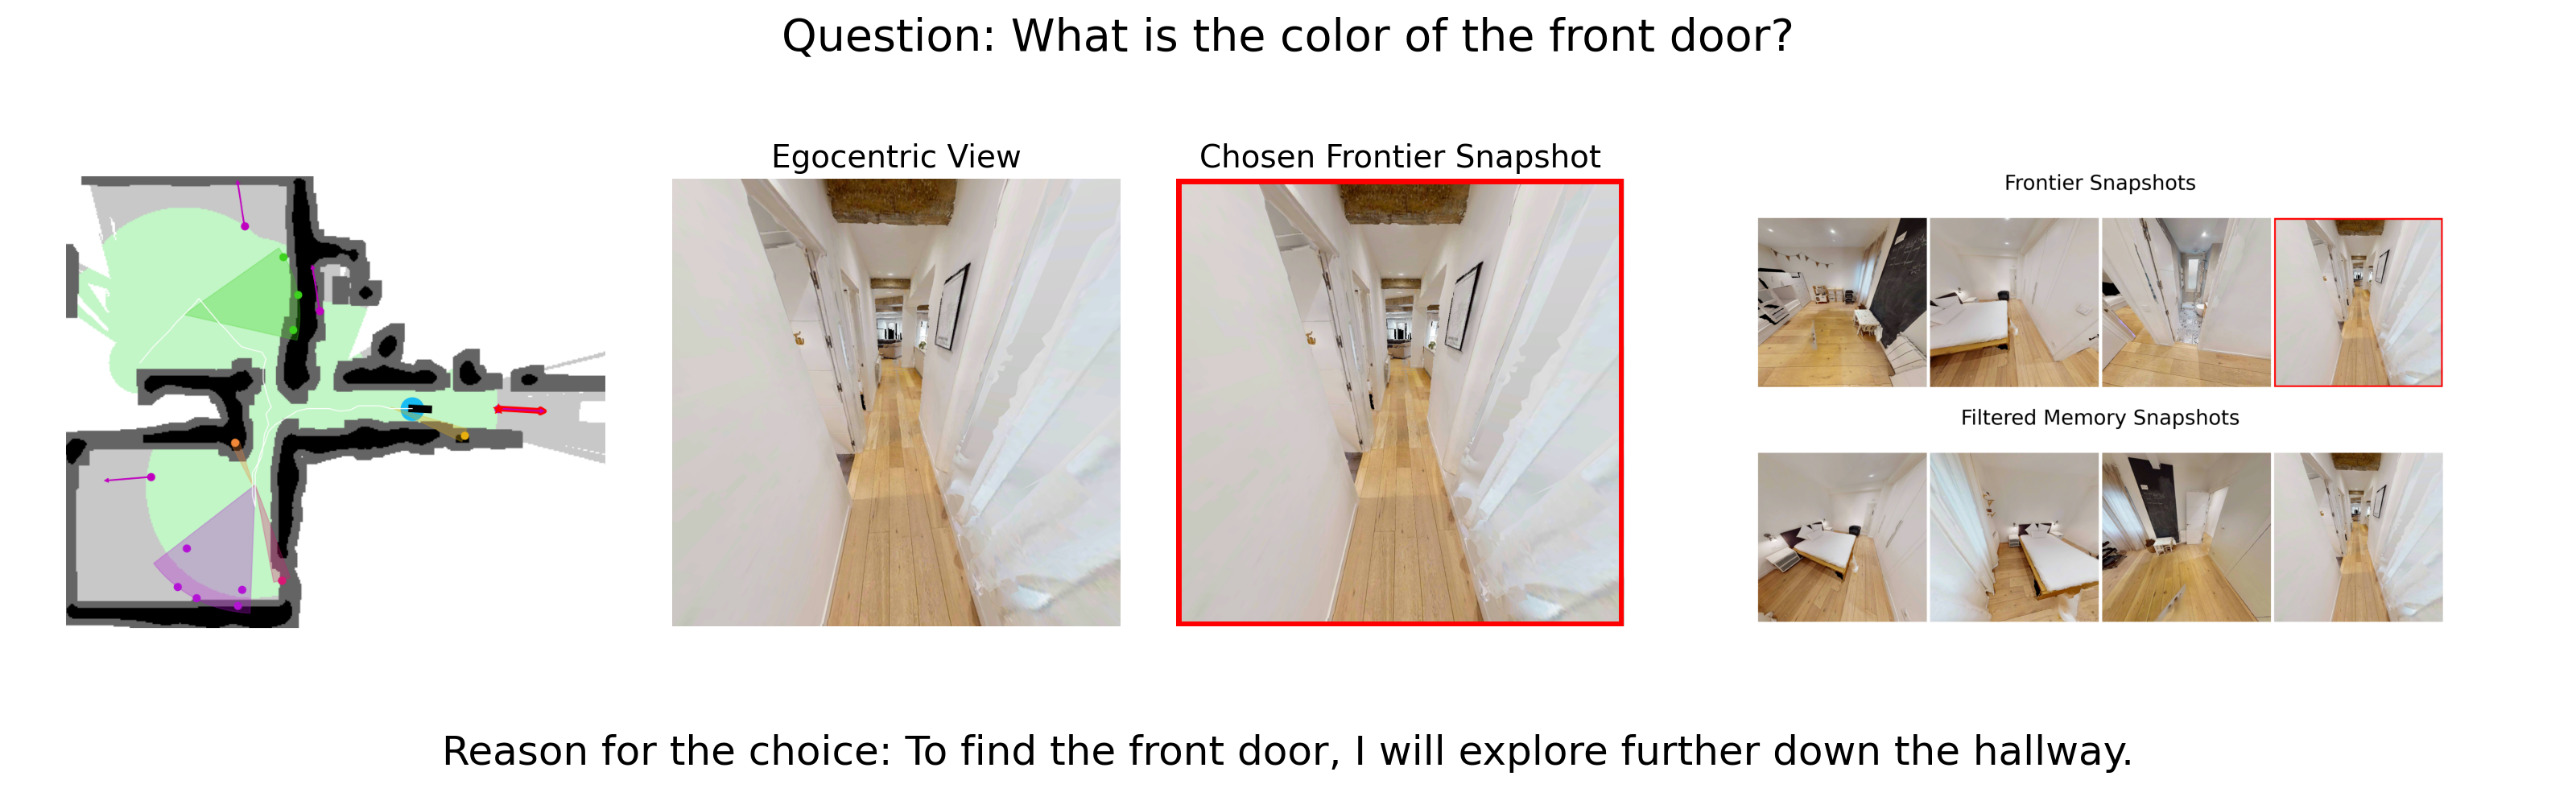 Question: What is the color of the front door?
Egocentric View
Chosen Frontier Snapshot
Frontier Snapshots
Filtered Memory Snapshots
Reason for the choice: To find the front door, I will explore further down the hallway.